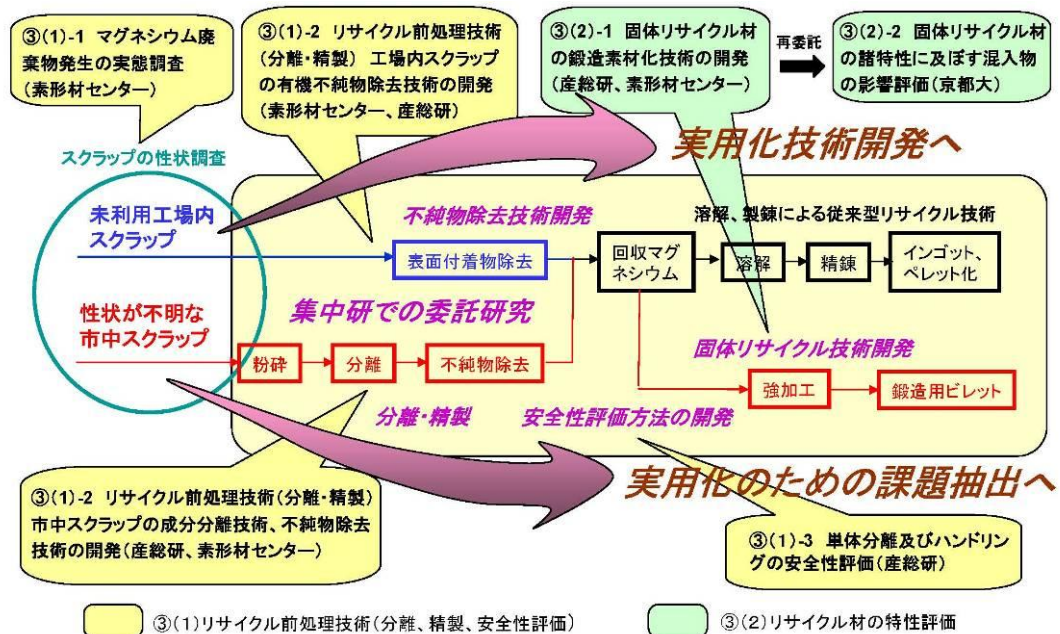 ③(1)-1 マグネシウム廃
棄物発生の実態調査
(素形材センター)
③(1)-2 リサイクル前処理技術
(分離・精製) 工場内スクラップ
の有機不純物除去技術の開発
(素形材センター、産総研)
③(2)-1 固体リサイクル材
の鍛造素材化技術の開発
(産総研、素形材センター)
再委託
③(2)-2 固体リサイクル材
の諸特性に及ぼす混入物
の影響評価(京都大)
スクラップの性状調査
実用化技術開発へ
未利用工場内
スクラップ
不純物除去技術開発
溶解、製錬による従来型リサイクル技術
表面付着物除去
回収マグ
ネシウム
溶解
精錬
インゴット、
ペレット化
集中研での委託研究
性状が不明な
市中スクラップ
固体リサイクル技術開発
粉砕
分離
不純物除去
強加工
鍛造用ビレット
分離・精製
安全性評価方法の開発
実用化のための課題抽出へ
③(1)-2 リサイクル前処理技術(分離・精製)
市中スクラップの成分分離技術、不純物除去
技術の開発(産総研、素形材センター)
③(1)-3 単体分離及びハンドリ
ングの安全性評価(産総研)
③(1)リサイクル前処理技術(分離、精製、安全性評価)
③(2)リサイクル材の特性評価